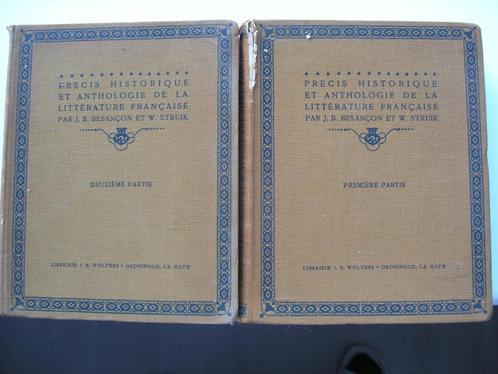 PRÉCIS HISTORIQUE
ET ANTHOLOGIE DE LA
LITTÉRATURE FRANÇAISE
PAR J. B. BESANÇON ET W. STRUIK
DEUXIÈME PARTIE
LIBRAIRIE J. B. WOLTERS • GRONINGUE, LA HAYE
PRÉCIS HISTORIQUE
ET ANTHOLOGIE DE LA
LITTÉRATURE FRANÇAISE
PAR J. B. BESANÇON ET W. STRUIK
PREMIÈRE PARTIE
LIBRAIRIE J. B. WOLTERS • GRONINGUE, LA HAYE